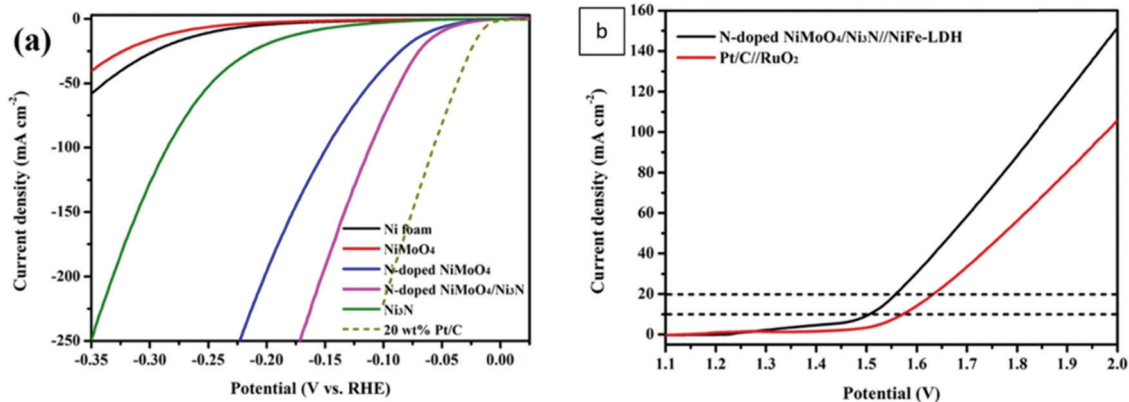 (a)
0
-50
-100
-150
-200
-250
Current density (mA cm⁻²)
-0.35
-0.30
-0.25
-0.20
-0.15
-0.10
-0.05
0.00
Potential (V vs. RHE)
Ni foam
NiMoO₄
N-doped NiMoO₄
N-doped NiMoO₄/Ni₃N
Ni₃N
20 wt% Pt/C
b
160
140
120
100
80
60
40
20
0
Current density (mA cm⁻²)
1.1
1.2
1.3
1.4
1.5
1.6
1.7
1.8
1.9
2.0
Potential (V)
N-doped NiMoO₄/Ni₃N//NiFe-LDH
Pt/C//RuO₂